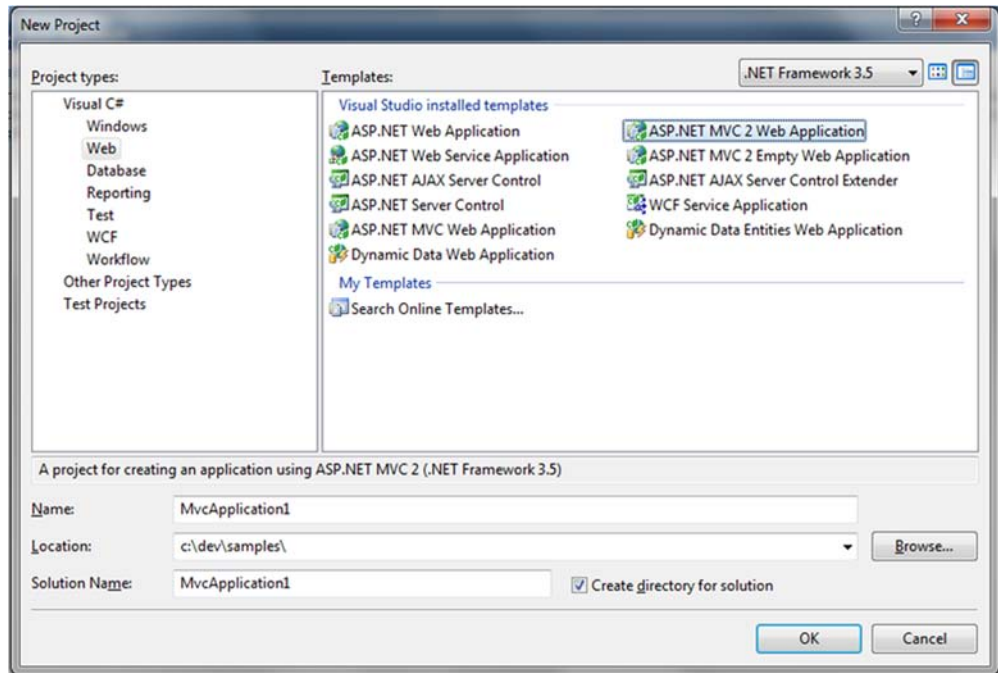 New Project
Project types:
Templates:
.NET Framework 3.5
Visual C#
Windows
Web
Database
Reporting
Test
WCF
Workflow
Other Project Types
Test Projects
Visual Studio installed templates
ASP.NET Web Application
ASP.NET MVC 2 Web Application
ASP.NET Web Service Application
ASP.NET MVC 2 Empty Web Application
ASP.NET AJAX Server Control
ASP.NET AJAX Server Control Extender
ASP.NET Server Control
WCF Service Application
ASP.NET MVC Web Application
Dynamic Data Entities Web Application
Dynamic Data Web Application
My Templates
Search Online Templates...
A project for creating an application using ASP.NET MVC 2 (.NET Framework 3.5)
Name:
MvcApplication1
Location:
c:\dev\samples\
Browse...
Solution Name:
MvcApplication1
Create directory for solution
OK
Cancel